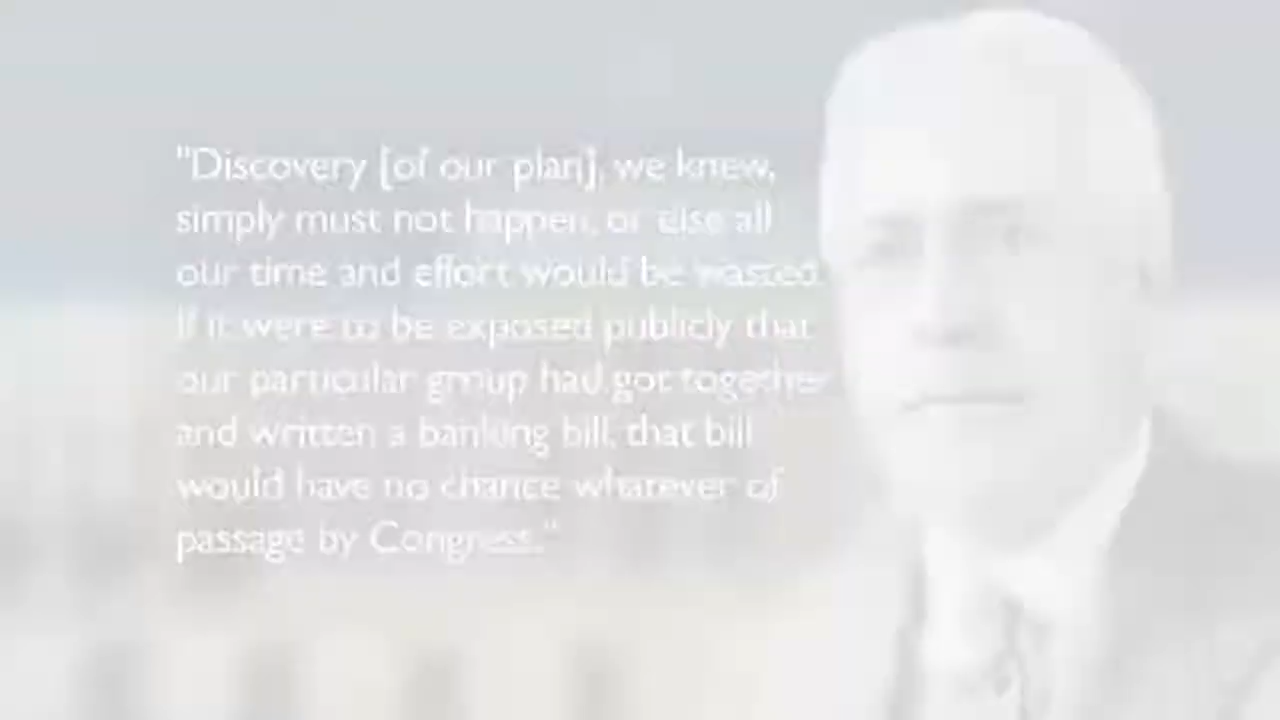 "Discovery [of our plan], we knew,
simply must not happen, or else all
our time and effort would be wasted.
If it were to be exposed publicly that
our particular group had got together
and written a banking bill, that bill
would have no chance whatever of
passage by Congress."